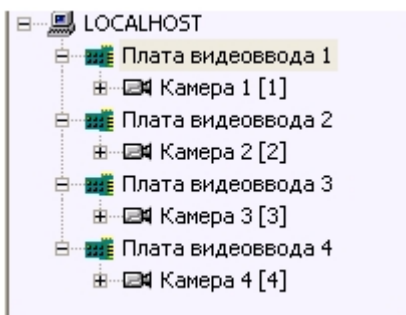 LOCALHOST
Плата видеоввода 1
Камера 1 [1]
Плата видеоввода 2
Камера 2 [2]
Плата видеоввода 3
Камера 3 [3]
Плата видеоввода 4
Камера 4 [4]